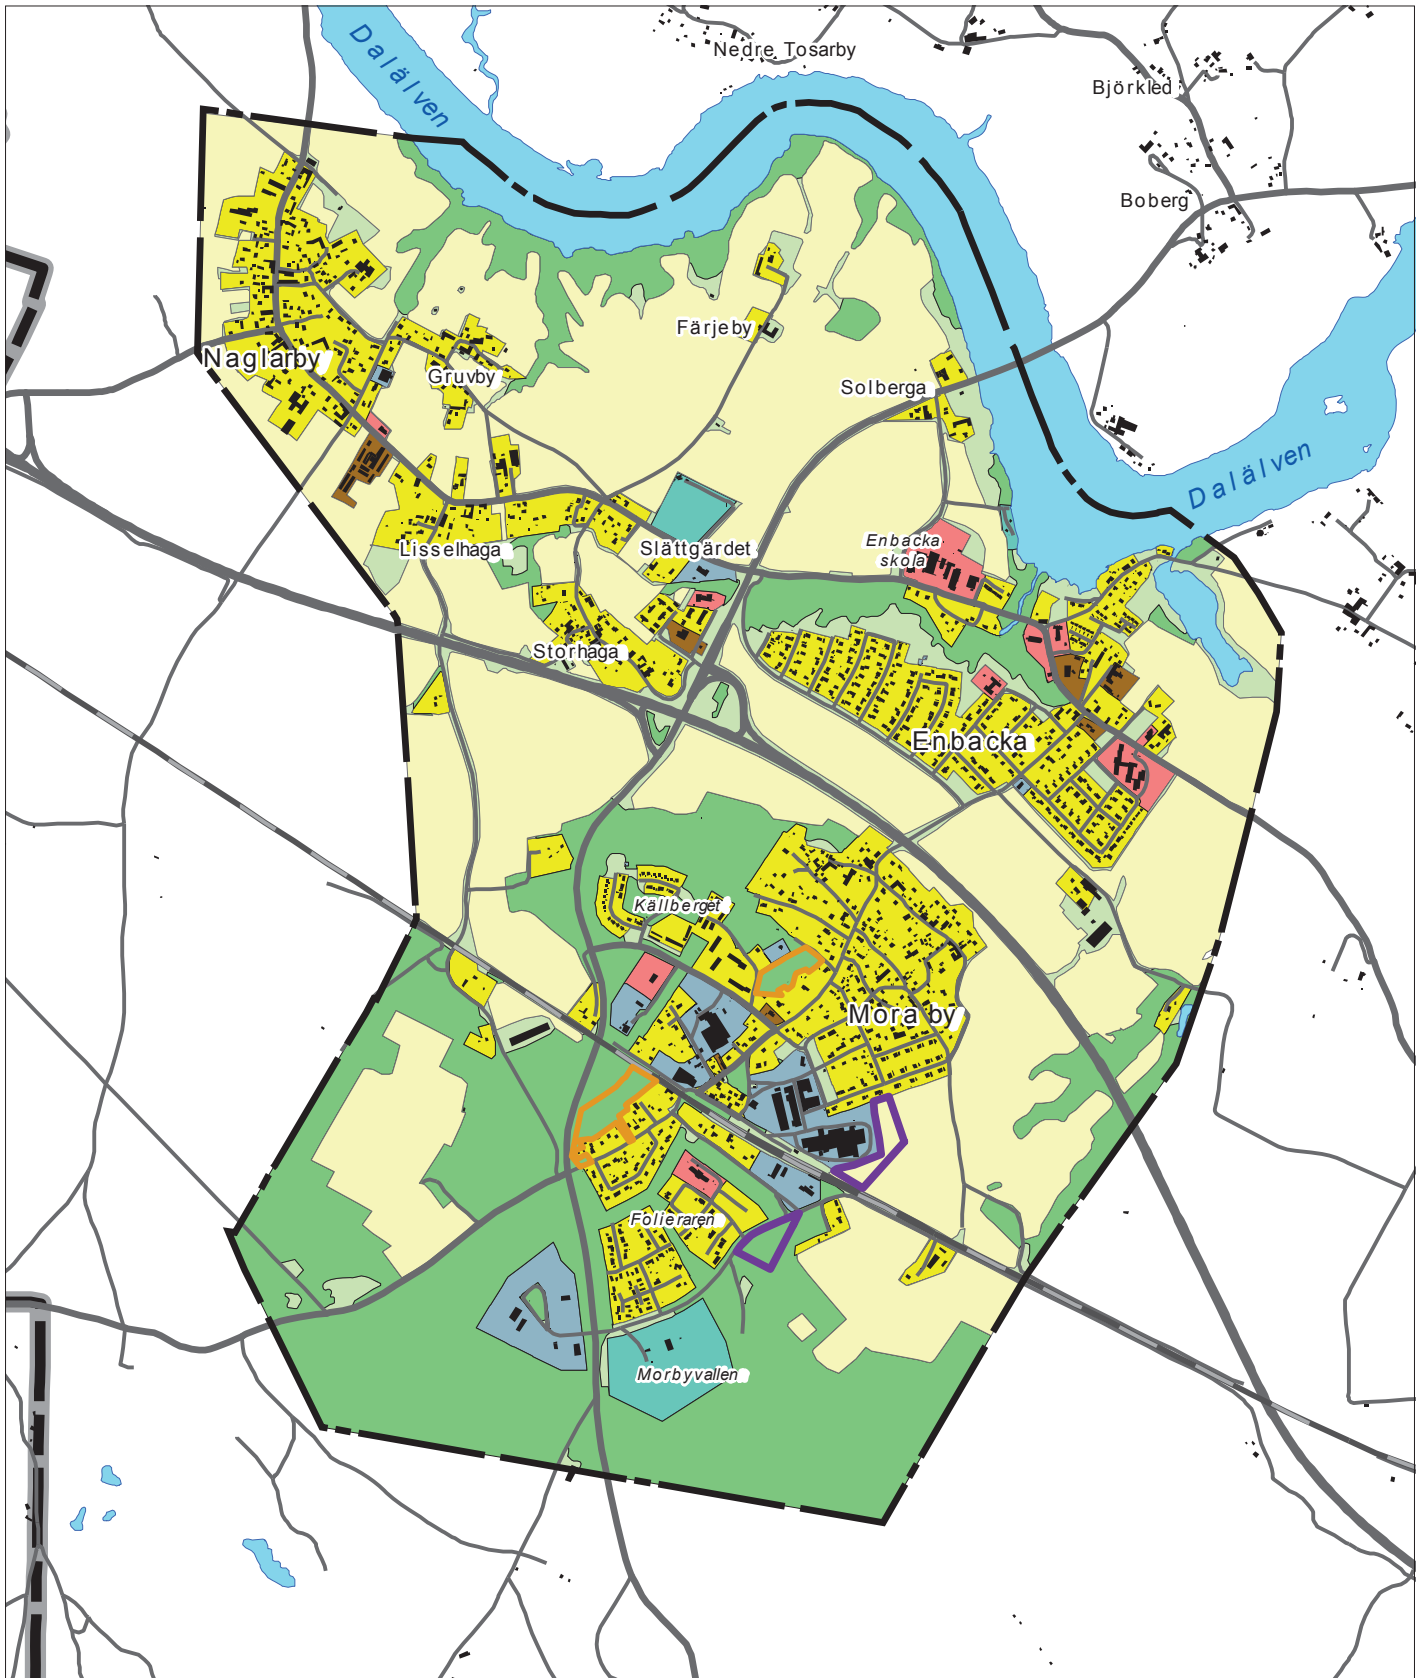 Dalälven
Nedre Tosarby
Björkled
Boberg
Färjeby
Naglarby
Gruvby
Solberga
Dalälven
Lisselhaga
Slättgärdet
Enbacka
skola
Storhaga
Enbacka
Källberget
Mora by
Folieraren
Morbyvallen